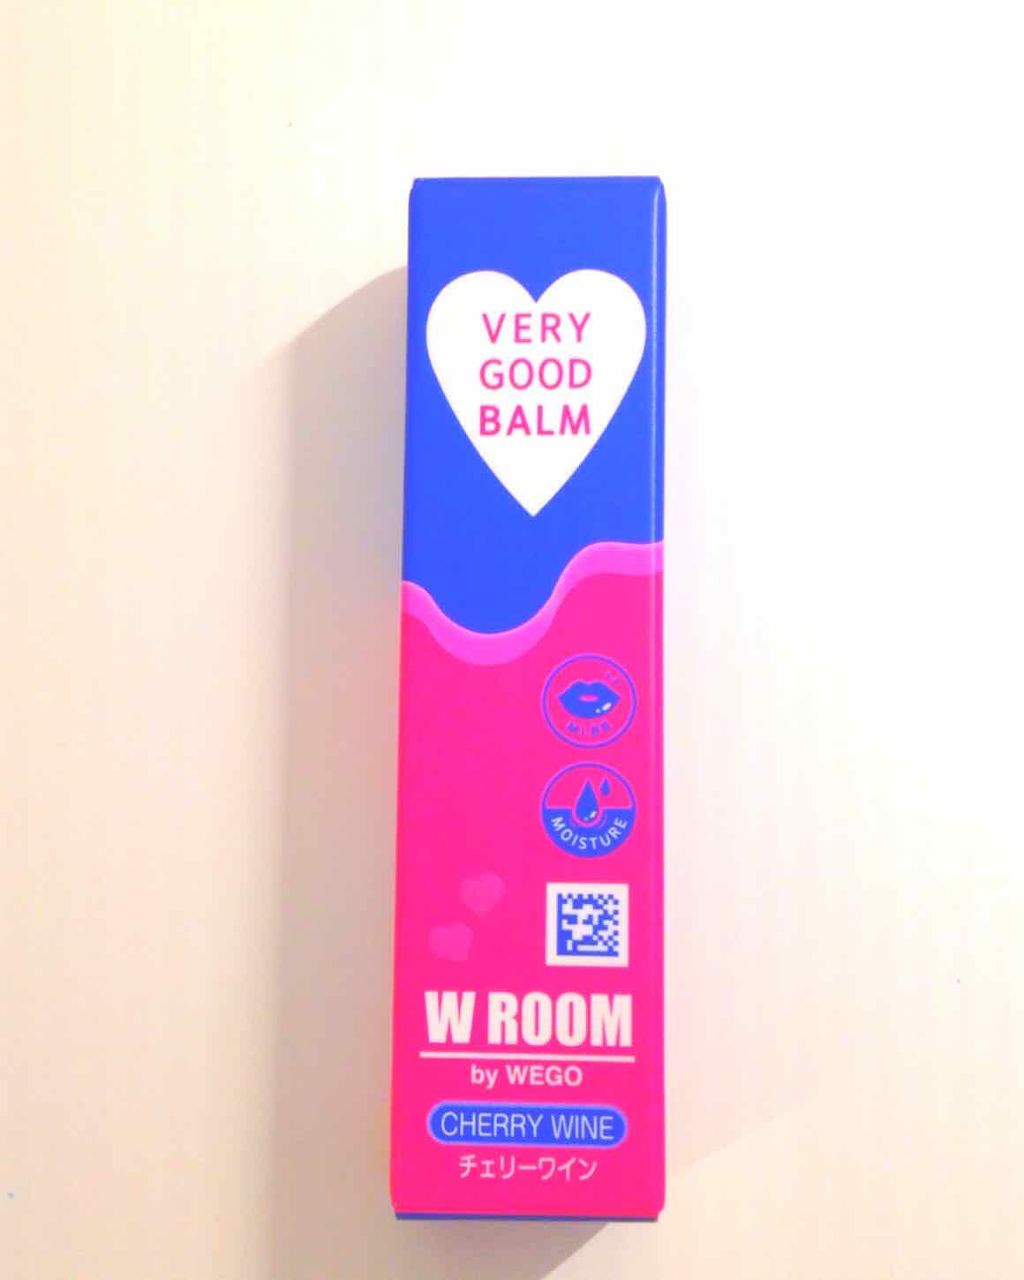 VERY
GOOD
BALM
MOISTURE
W ROOM
by WEGO
CHERRY WINE
チェリーワイン